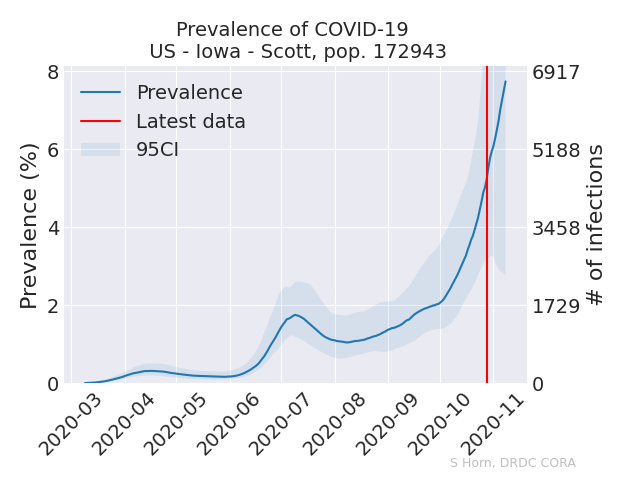 Prevalence of COVID-19
US - Iowa - Scott, pop. 172943
Prevalence (%)
8
6
4
2
0
Prevalence
Latest data
95CI
6917
5188
3458
1729
0
# of infections
2020-03
2020-04
2020-05
2020-06
2020-07
2020-08
2020-09
2020-10
2020-11
S Horn, DRDC CORA